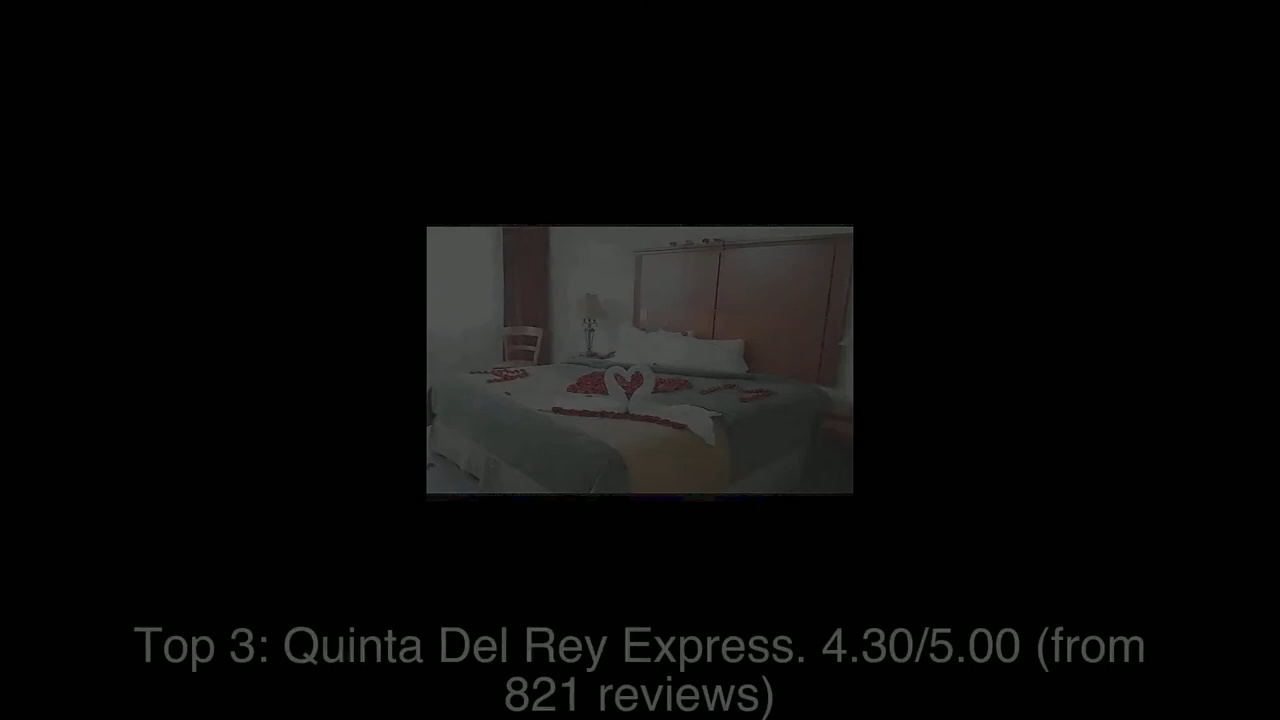 Top 3: Quinta Del Rey Express. 4.30/5.00 (from
821 reviews)